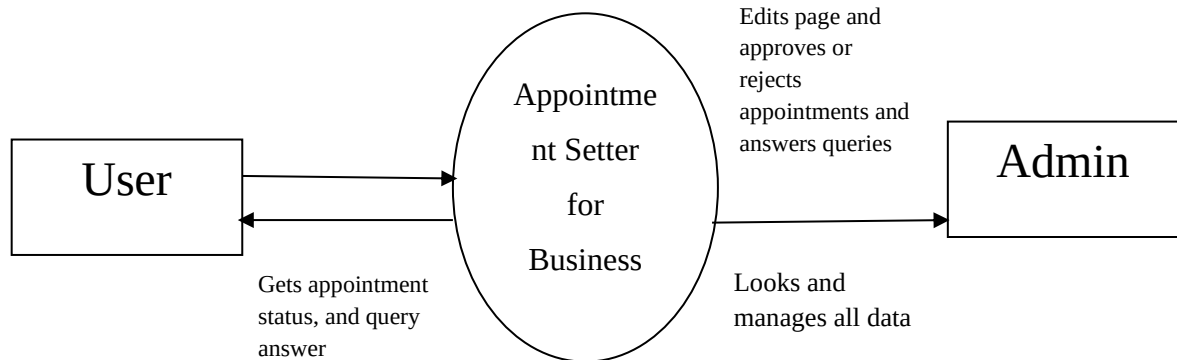 User
Gets appointment
status, and query
answer
Appointme
nt Setter
for
Business
Edits page and
approves or
rejects
appointments and
answers queries
Looks and
manages all data
Admin